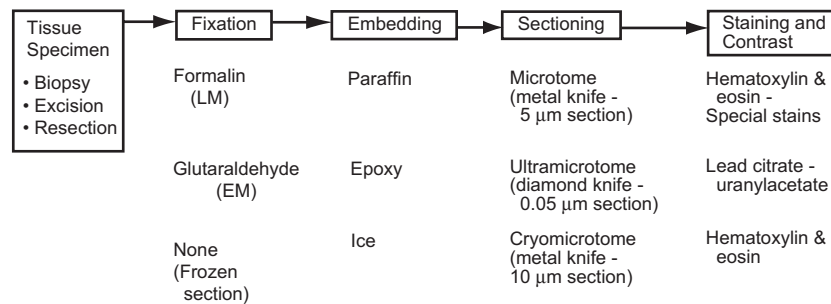 Tissue
Specimen
• Biopsy
• Excision
• Resection
Fixation
Embedding
Sectioning
Staining and
Contrast
Formalin
(LM)
Paraffin
Microtome
(metal knife -
5 μm section)
Hematoxylin &
eosin -
Special stains
Glutaraldehyde
(EM)
Epoxy
Ultramicrotome
(diamond knife -
0.05 μm section)
Lead citrate -
uranylacetate
None
(Frozen
section)
Ice
Cryomicrotome
(metal knife -
10 μm section)
Hematoxylin &
eosin